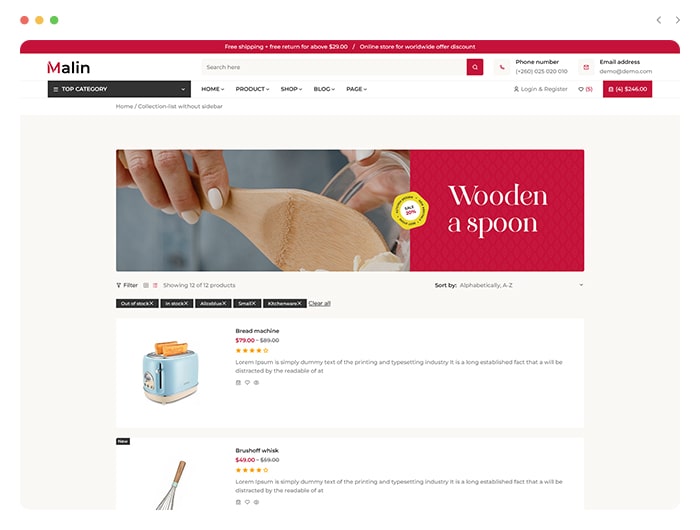 Free shipping + free return for above $29.00 / Online store for worldwide offer discount
Malin
Search here
Phone number
(+260) 025 020 010
Email address
demo@demo.com
TOP CATEGORY
HOME PRODUCT SHOP BLOG PAGE
Login & Register
(5)
(4) $246.00
Home / Collection-list without sidebar
Wooden
a spoon
SALE
20%
Filter
Showing 12 of 12 products
Sort by: Alphabetically, A-Z
Out of stock In stock Aliceblue Small Kitchenware Clear all
Bread machine
$79.00 - $89.00
Lorem Ipsum is simply dummy text of the printing and typesetting industry It is a long established fact that a will be
distracted by the readable of at
New
Brushoff whisk
$49.00 - $59.00
Lorem Ipsum is simply dummy text of the printing and typesetting industry It is a long established fact that a will be
distracted by the readable of at